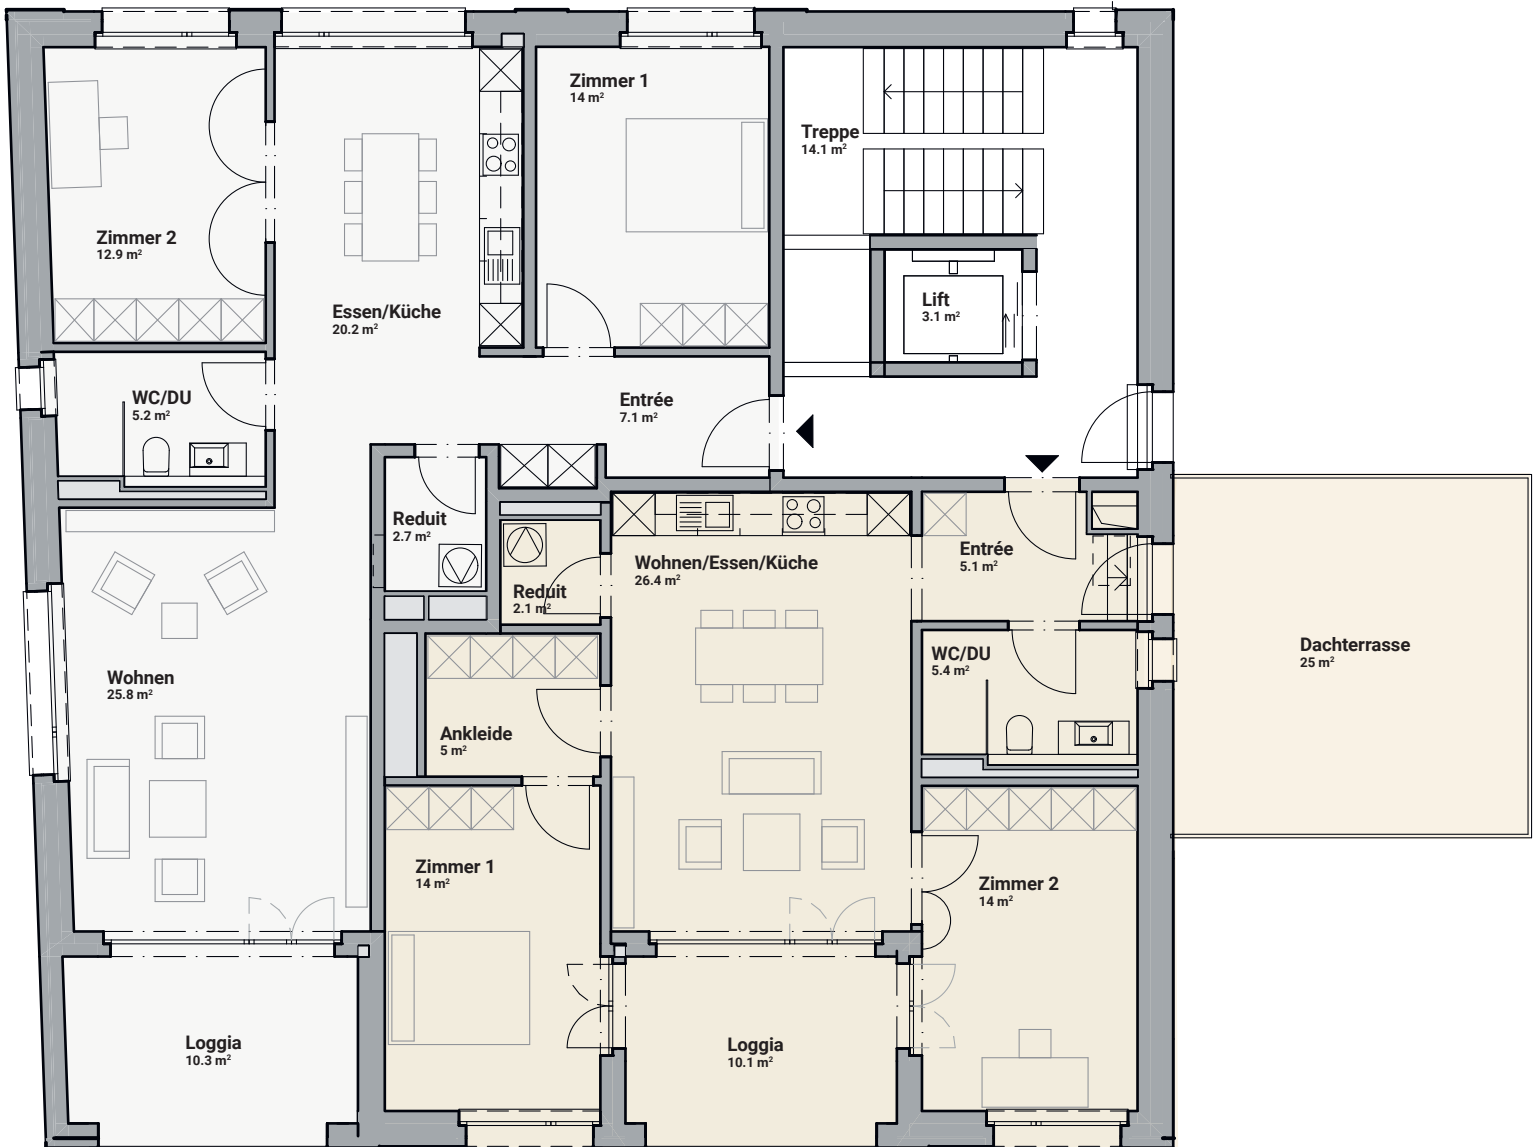 Zimmer 1
14 m²
Treppe
14.1 m²
Zimmer 2
12.9 m²
Essen/Küche
20.2 m²
Lift
3.1 m²
WC/DU
5.2 m²
Entrée
7.1 m²
Reduit
2.7 m²
Wohnen/Essen/Küche
26.4 m²
Entrée
5.1 m²
Reduit
2.1 m²
Wohnen
25.8 m²
WC/DU
5.4 m²
Dachterrasse
25 m²
Ankleide
5 m²
Zimmer 1
14 m²
Zimmer 2
14 m²
Loggia
10.3 m²
Loggia
10.1 m²